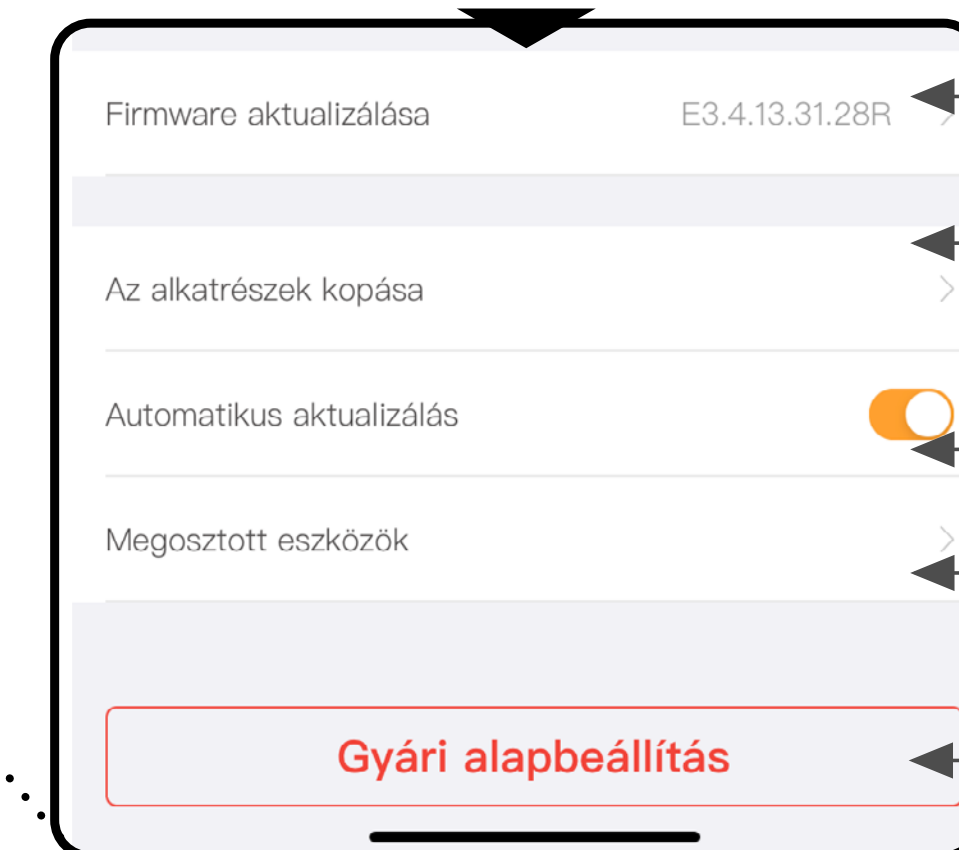 Firmware aktualizálása E3.4.13.31.28R
Az alkatrészek kopása
Automatikus aktualizálás
Megosztott eszközök
Gyári alapbeállítás